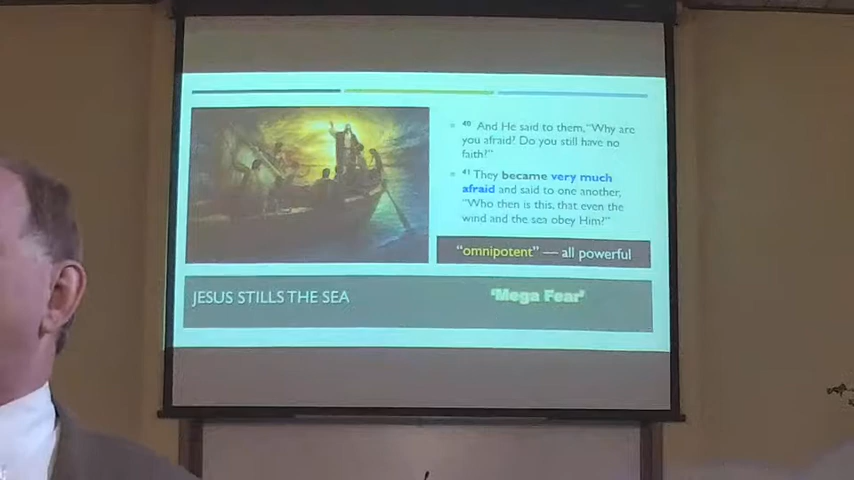 40 And He said to them, "Why are
you afraid? Do you still have no
faith?"
41 They became very much
afraid and said to one another,
"Who then is this, that even the
wind and the sea obey Him?"
"omnipotent" — all powerful
JESUS STILLS THE SEA
'Mega Fear'